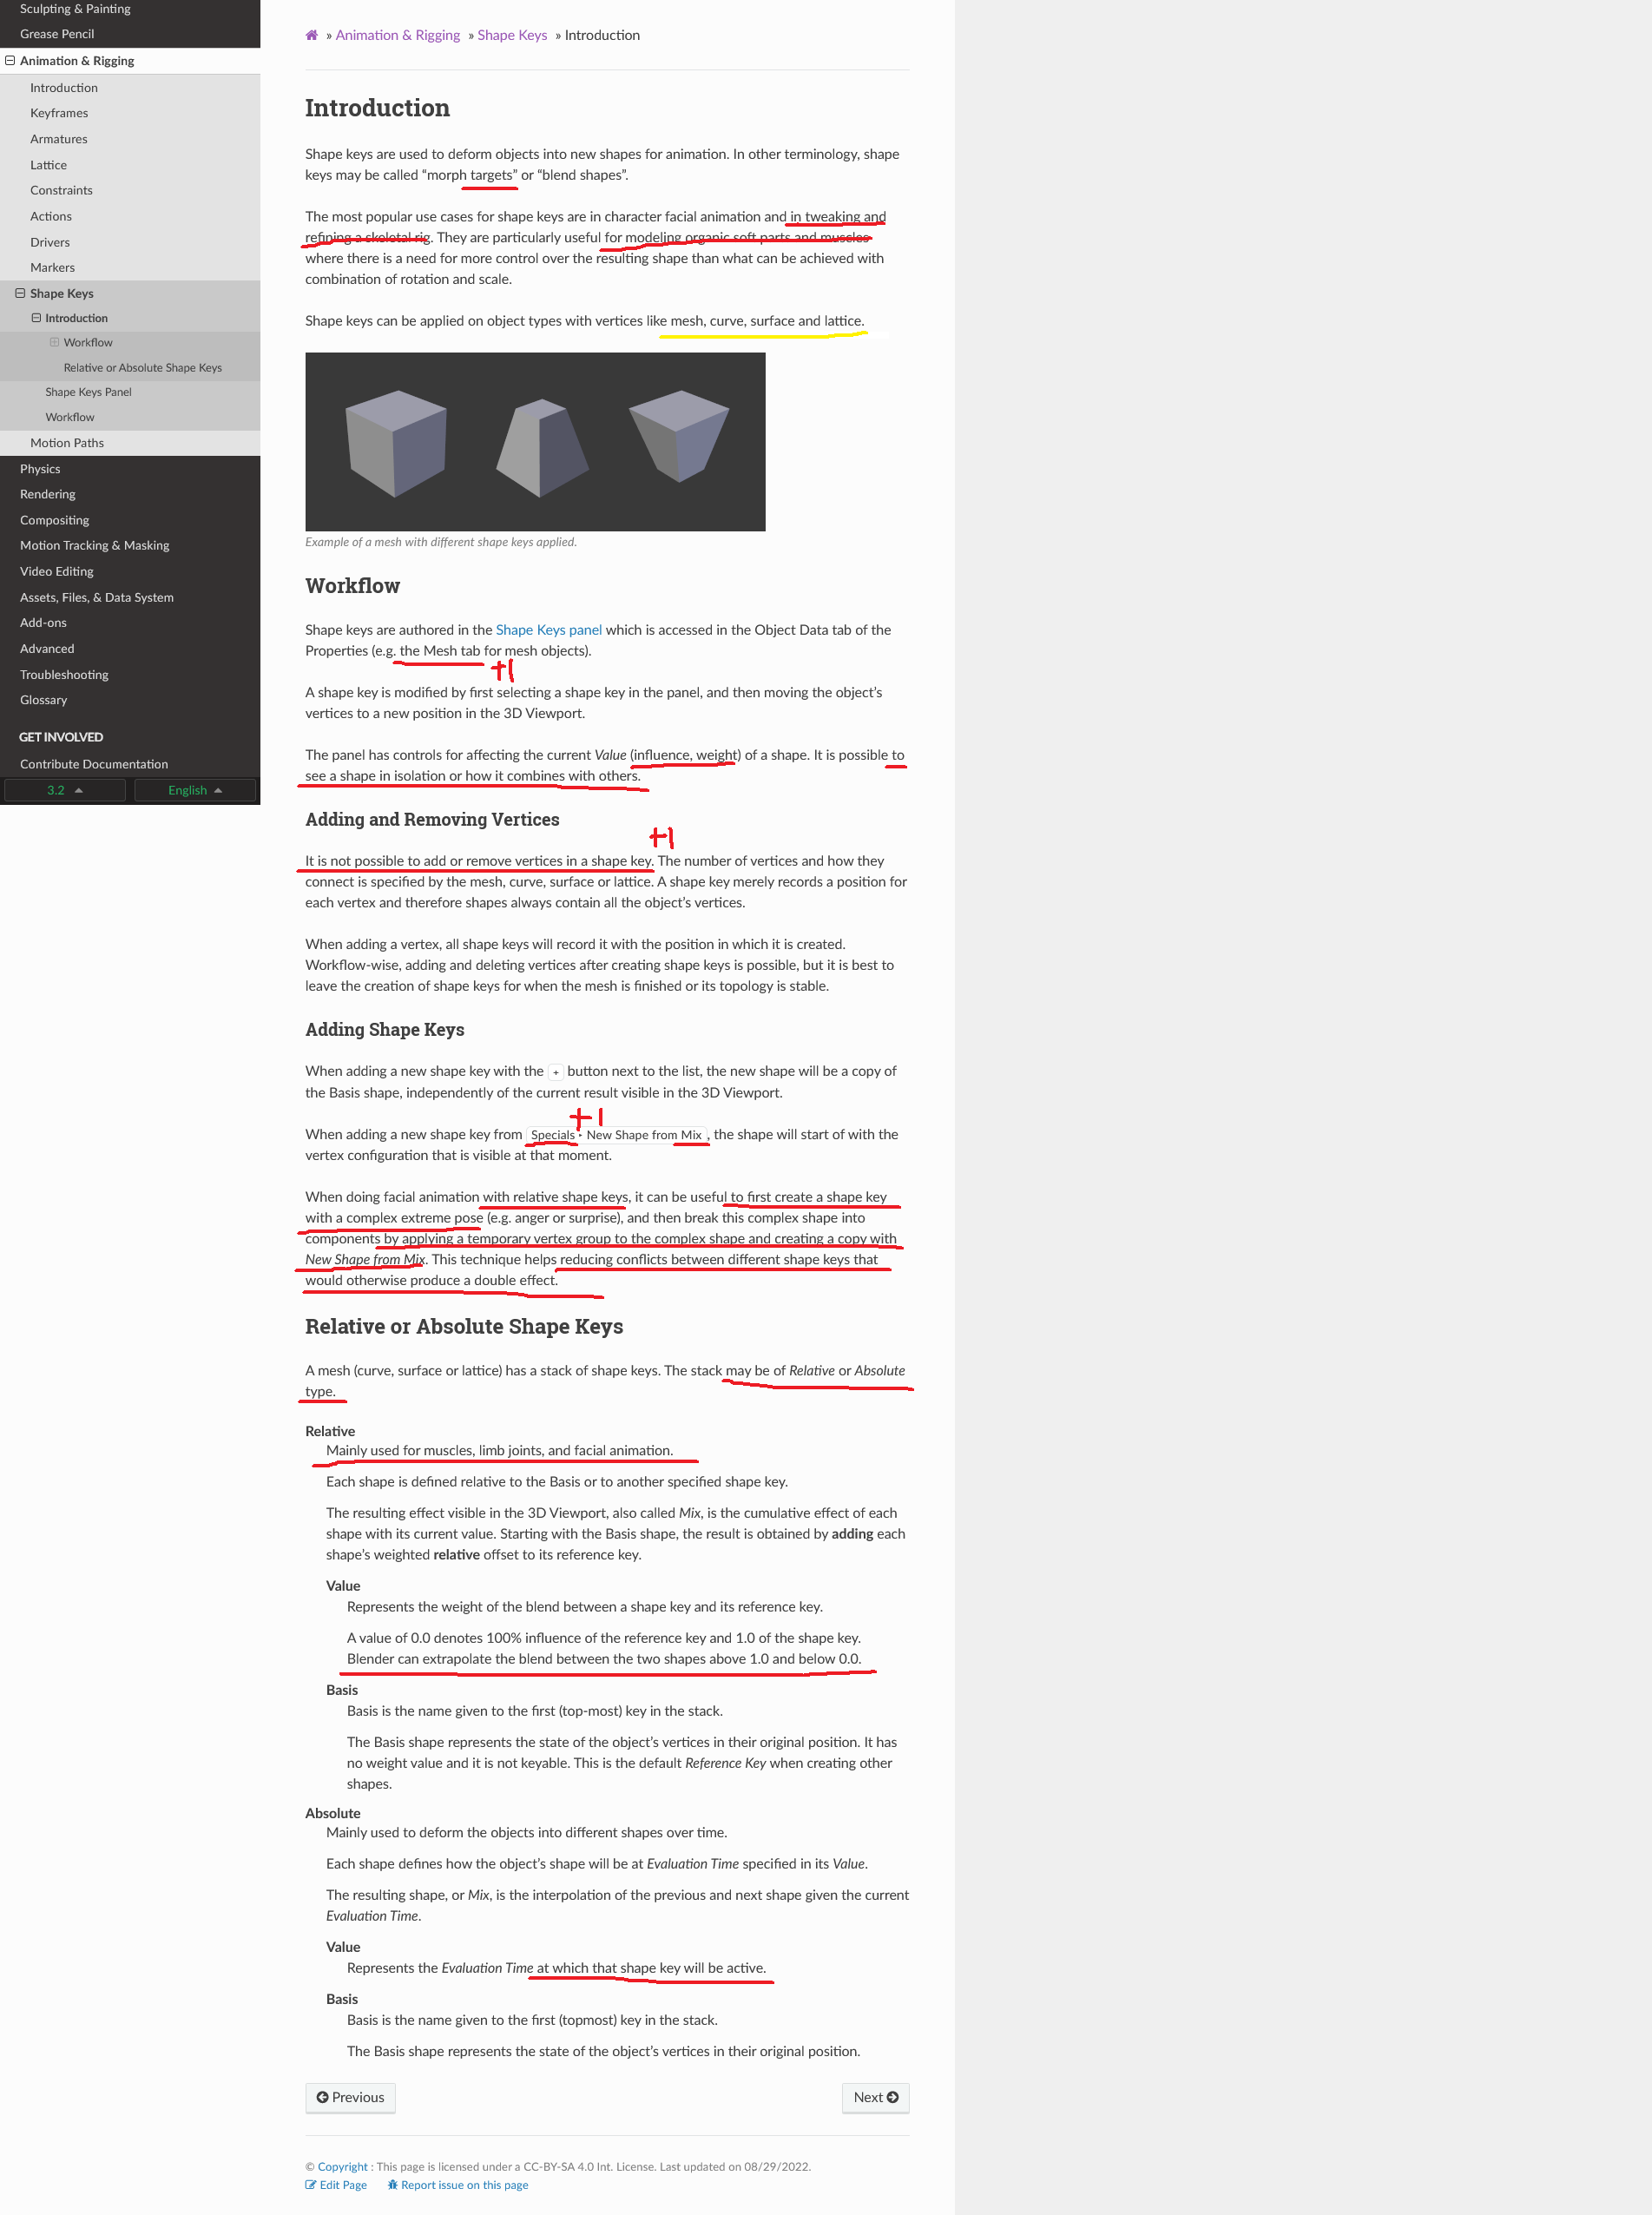 Sculpting & Painting
Grease Pencil
Animation & Rigging
Introduction
Keyframes
Armatures
Lattice
Constraints
Actions
Drivers
Markers
Shape Keys
Introduction
Workflow
Relative or Absolute Shape Keys
Shape Keys Panel
Workflow
Motion Paths
Physics
Rendering
Compositing
Motion Tracking & Masking
Video Editing
Assets, Files, & Data System
Add-ons
Advanced
Troubleshooting
Glossary
GET INVOLVED
Contribute Documentation
3.2 English
» Animation & Rigging » Shape Keys » Introduction
Introduction
Shape keys are used to deform objects into new shapes for animation. In other terminology, shape
keys may be called “morph targets” or “blend shapes”.
The most popular use cases for shape keys are in character facial animation and in tweaking and
refining a skeletal rig. They are particularly useful for modeling organic soft parts and muscles
where there is a need for more control over the resulting shape than what can be achieved with
combination of rotation and scale.
Shape keys can be applied on object types with vertices like mesh, curve, surface and lattice.
Example of a mesh with different shape keys applied.
Workflow
Shape keys are authored in the Shape Keys panel which is accessed in the Object Data tab of the
Properties (e.g. the Mesh tab for mesh objects).
+1
A shape key is modified by first selecting a shape key in the panel, and then moving the object’s
vertices to a new position in the 3D Viewport.
The panel has controls for affecting the current Value (influence, weight) of a shape. It is possible to
see a shape in isolation or how it combines with others.
Adding and Removing Vertices
+1
It is not possible to add or remove vertices in a shape key. The number of vertices and how they
connect is specified by the mesh, curve, surface or lattice. A shape key merely records a position for
each vertex and therefore shapes always contain all the object’s vertices.
When adding a vertex, all shape keys will record it with the position in which it is created.
Workflow-wise, adding and deleting vertices after creating shape keys is possible, but it is best to
leave the creation of shape keys for when the mesh is finished or its topology is stable.
Adding Shape Keys
When adding a new shape key with the + button next to the list, the new shape will be a copy of
the Basis shape, independently of the current result visible in the 3D Viewport.
+1
When adding a new shape key from Specials ‣ New Shape from Mix, the shape will start of with the
vertex configuration that is visible at that moment.
When doing facial animation with relative shape keys, it can be useful to first create a shape key
with a complex extreme pose (e.g. anger or surprise), and then break this complex shape into
components by applying a temporary vertex group to the complex shape and creating a copy with
New Shape from Mix. This technique helps reducing conflicts between different shape keys that
would otherwise produce a double effect.
Relative or Absolute Shape Keys
A mesh (curve, surface or lattice) has a stack of shape keys. The stack may be of Relative or Absolute
type.
Relative
Mainly used for muscles, limb joints, and facial animation.
Each shape is defined relative to the Basis or to another specified shape key.
The resulting effect visible in the 3D Viewport, also called Mix, is the cumulative effect of each
shape with its current value. Starting with the Basis shape, the result is obtained by adding each
shape’s weighted relative offset to its reference key.
Value
Represents the weight of the blend between a shape key and its reference key.
A value of 0.0 denotes 100% influence of the reference key and 1.0 of the shape key.
Blender can extrapolate the blend between the two shapes above 1.0 and below 0.0.
Basis
Basis is the name given to the first (top-most) key in the stack.
The Basis shape represents the state of the object’s vertices in their original position. It has
no weight value and it is not keyable. This is the default Reference Key when creating other
shapes.
Absolute
Mainly used to deform the objects into different shapes over time.
Each shape defines how the object’s shape will be at Evaluation Time specified in its Value.
The resulting shape, or Mix, is the interpolation of the previous and next shape given the current
Evaluation Time.
Value
Represents the Evaluation Time at which that shape key will be active.
Basis
Basis is the name given to the first (topmost) key in the stack.
The Basis shape represents the state of the object’s vertices in their original position.
Previous Next
© Copyright : This page is licensed under a CC-BY-SA 4.0 Int. License. Last updated on 08/29/2022.
Edit Page Report issue on this page